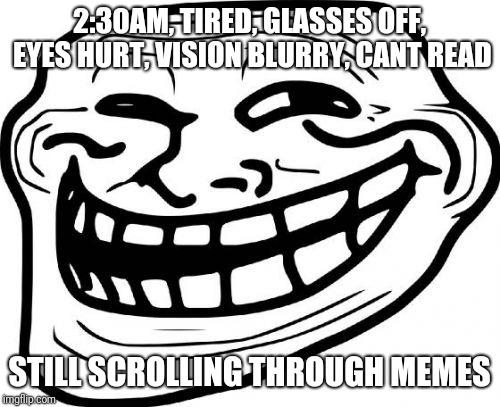 2:30AM, TIRED, GLASSES OFF,
EYES HURT, VISION BLURRY, CANT READ
STILL SCROLLING THROUGH MEMES
imgflip.com